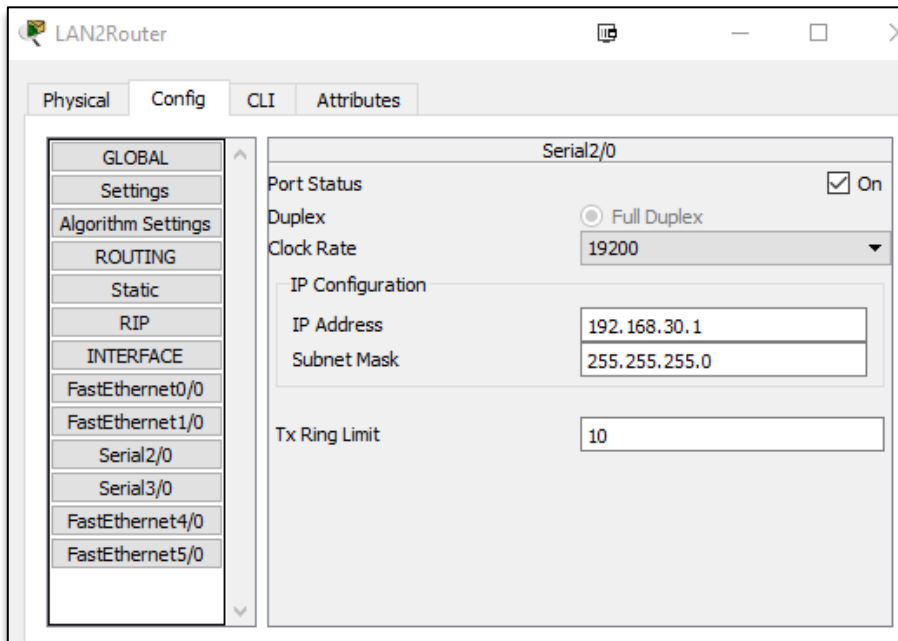 LAN2Router
Physical Config CLI Attributes
GLOBAL
Settings
Algorithm Settings
ROUTING
Static
RIP
INTERFACE
FastEthernet0/0
FastEthernet1/0
Serial2/0
Serial3/0
FastEthernet4/0
FastEthernet5/0
Serial2/0
Port Status On
Duplex Full Duplex
Clock Rate 19200
IP Configuration
IP Address 192.168.30.1
Subnet Mask 255.255.255.0
Tx Ring Limit 10